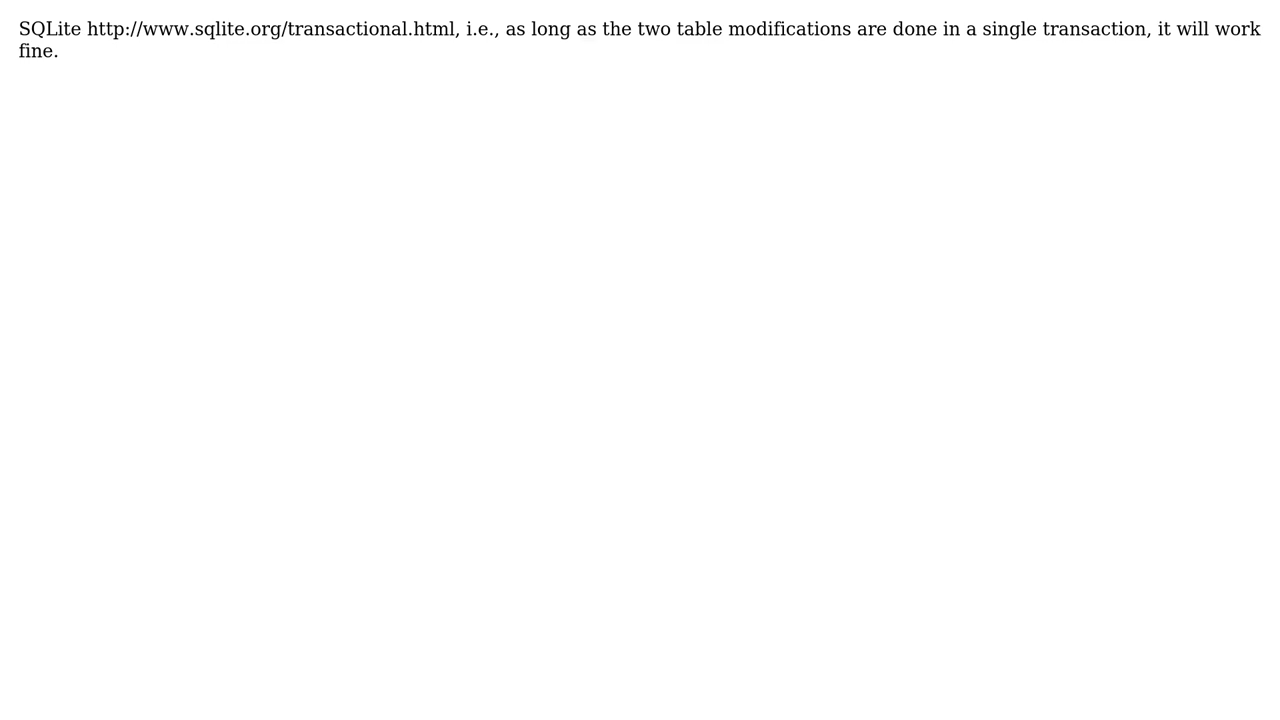 SQLite http://www.sqlite.org/transactional.html, i.e., as long as the two table modifications are done in a single transaction, it will work
fine.